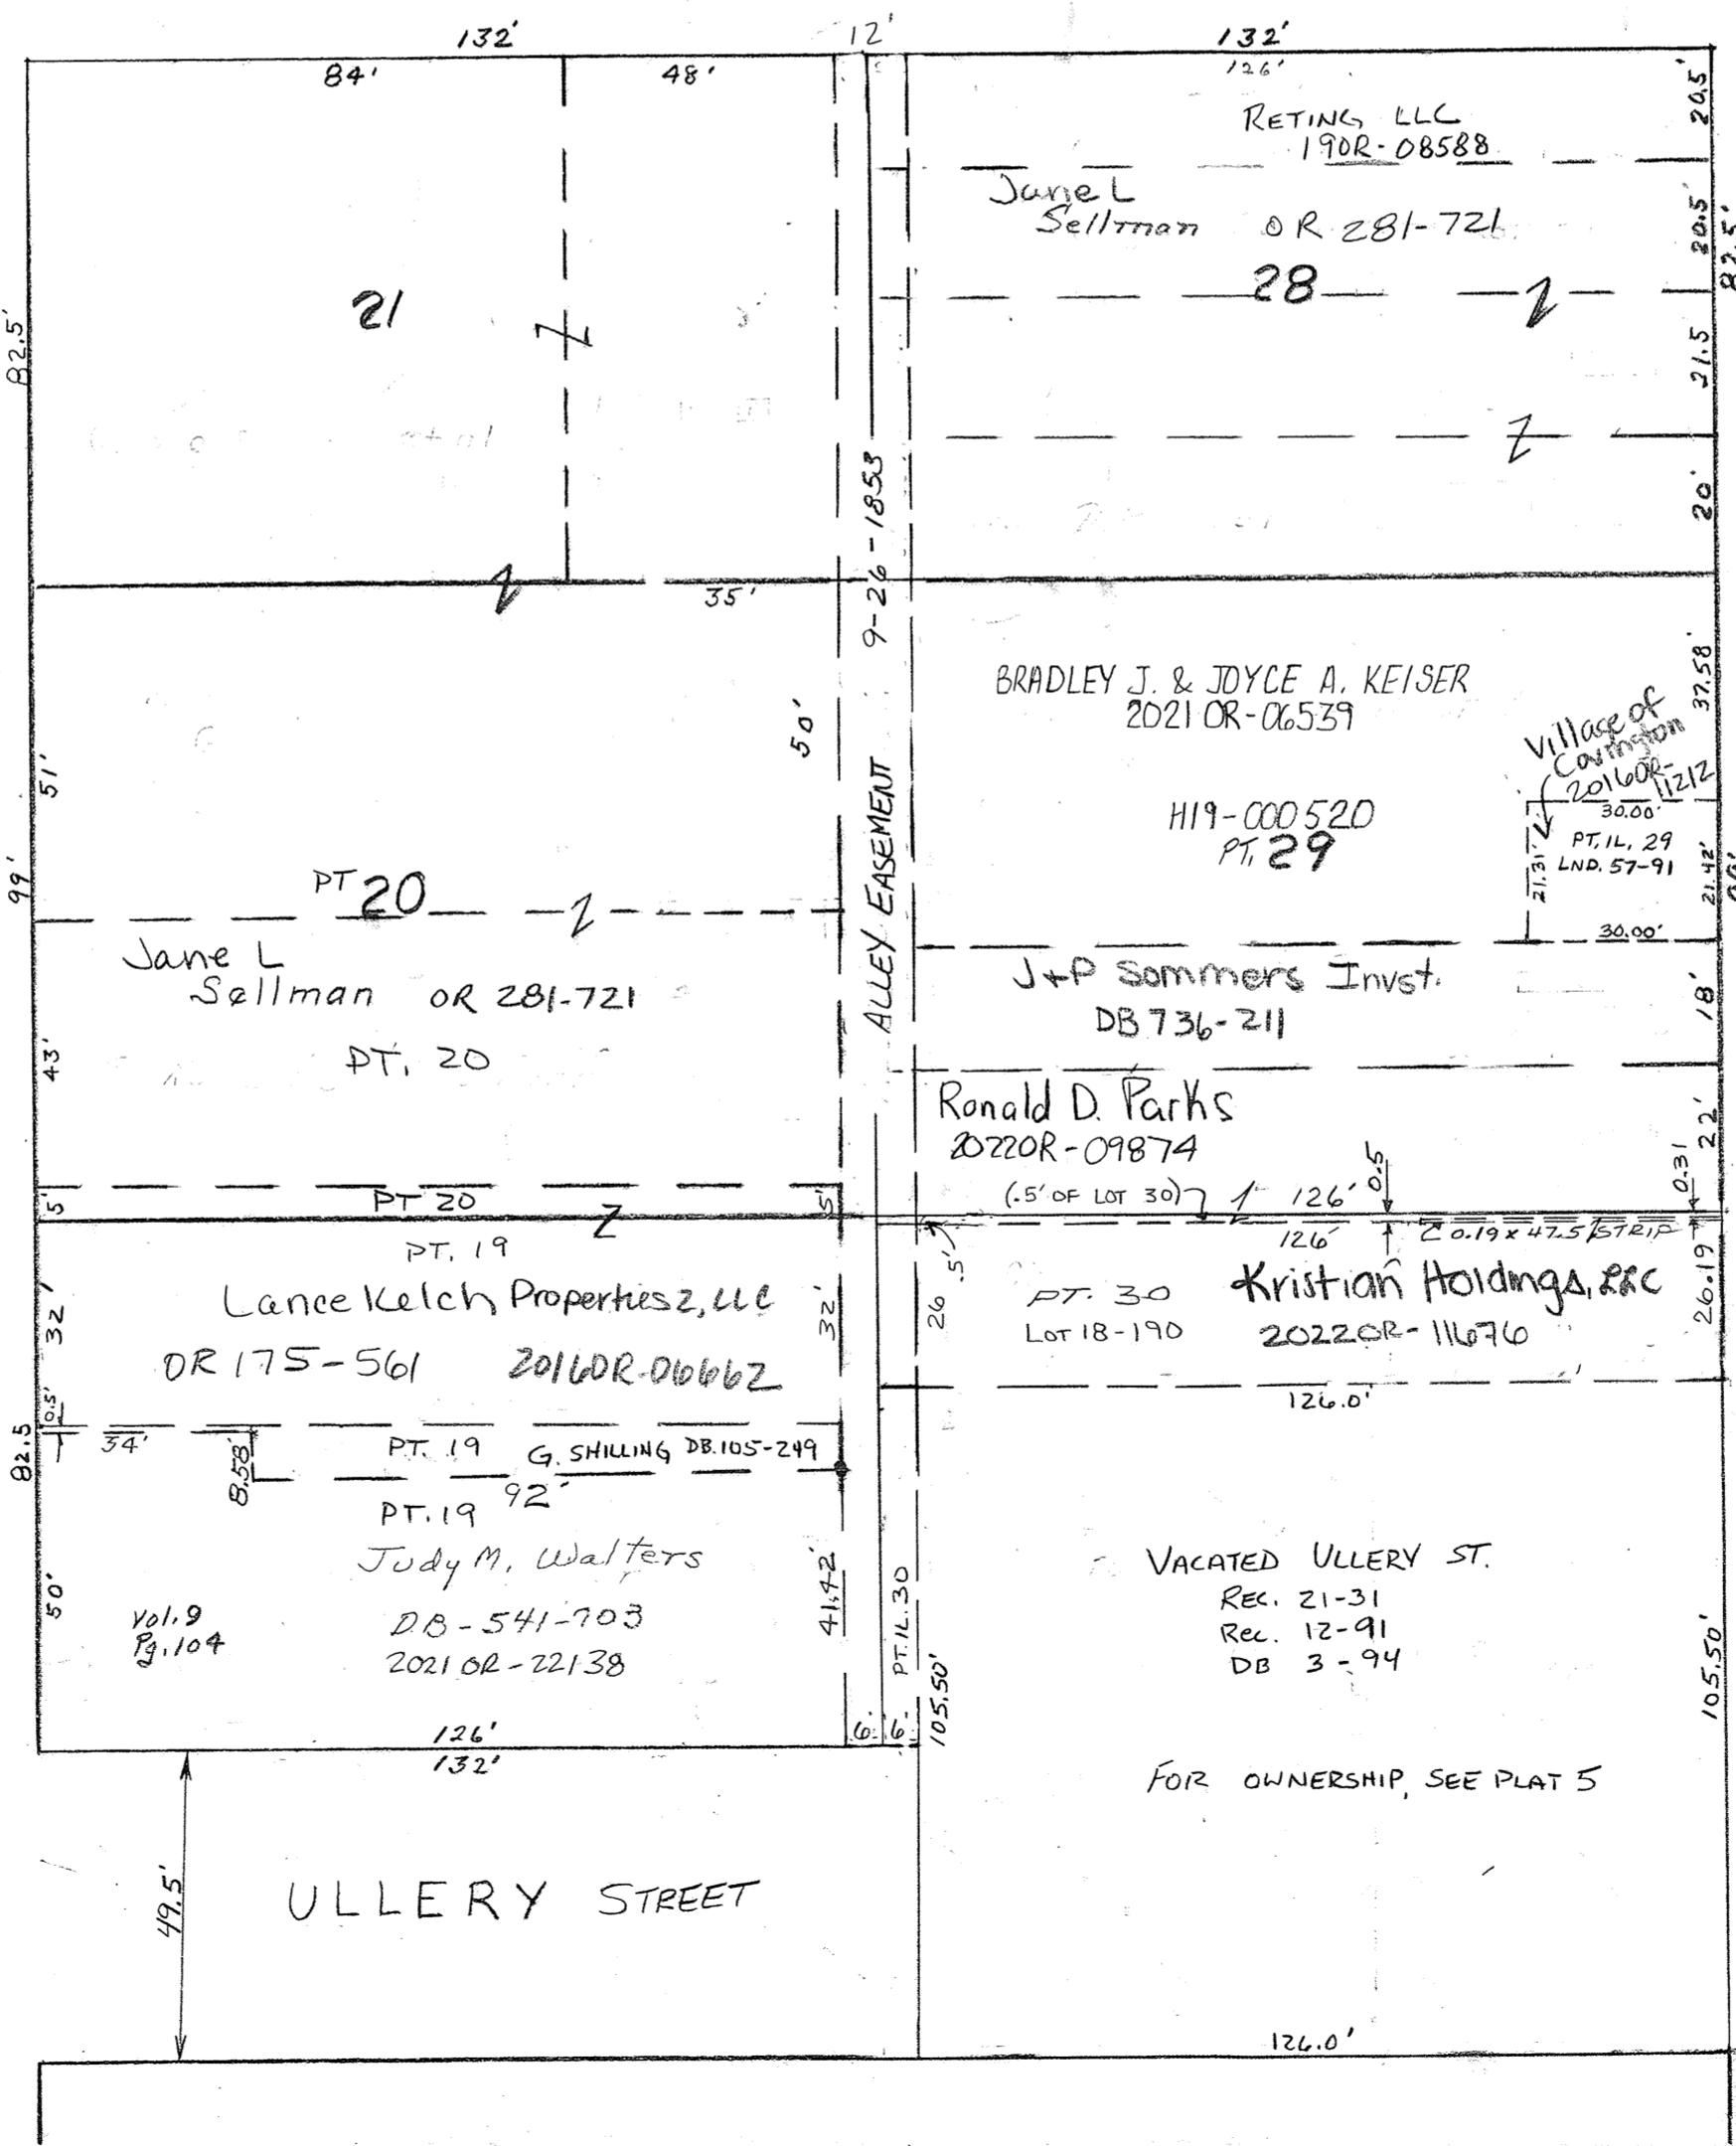 132'
12'
132'
84'
48'
126'
20.5'
RETING LLC
190R-08588
Jane L
Sellman OR 281-721
20.5'
82.5'
28
21
82.5'
21.5
20'
9-26-1853
35'
ALLEY EASEMENT
50'
BRADLEY J. & JOYCE A. KEISER
2021 OR-06539
37.58'
Village of
Covington
2016OR-
11212
30.00'
H19-000520
PT. 29
PT. IL. 29
LND. 57-91
21.31'
21.42'
30.00'
51'
99'
PT 20
Jane L
Sellman OR 281-721
PT. 20
43'
J+P Sommers Invst.
DB 736-211
18'
Ronald D. Parks
2022OR-09874
22'
(.5' OF LOT 30)
126'
0.5
0.31
5'
PT 20
5'
126'
0.19 x 47.5' STRIP
PT. 19
Lance Kelch Properties 2, LLC
OR 175-561 2016OR-06662
32'
32'
26.5'
PT. 30
LOT 18-190
Kristian Holdings, LLC
2022OR-11676
26.19
126.0'
0.5'
34'
8.58'
PT. 19 G. SHILLING DB.105-249
92'
82.5
PT. 19
Judy M. Walters
DB-541-703
2021 OR-22138
50'
Vol. 9
Pg. 104
41.42'
PT. IL. 30
105.50'
6' 6'
VACATED ULLERY ST.
REC. 21-31
Rec. 12-91
DB 3-94
105.50'
126'
132'
FOR OWNERSHIP, SEE PLAT 5
49.5'
ULLERY STREET
126.0'